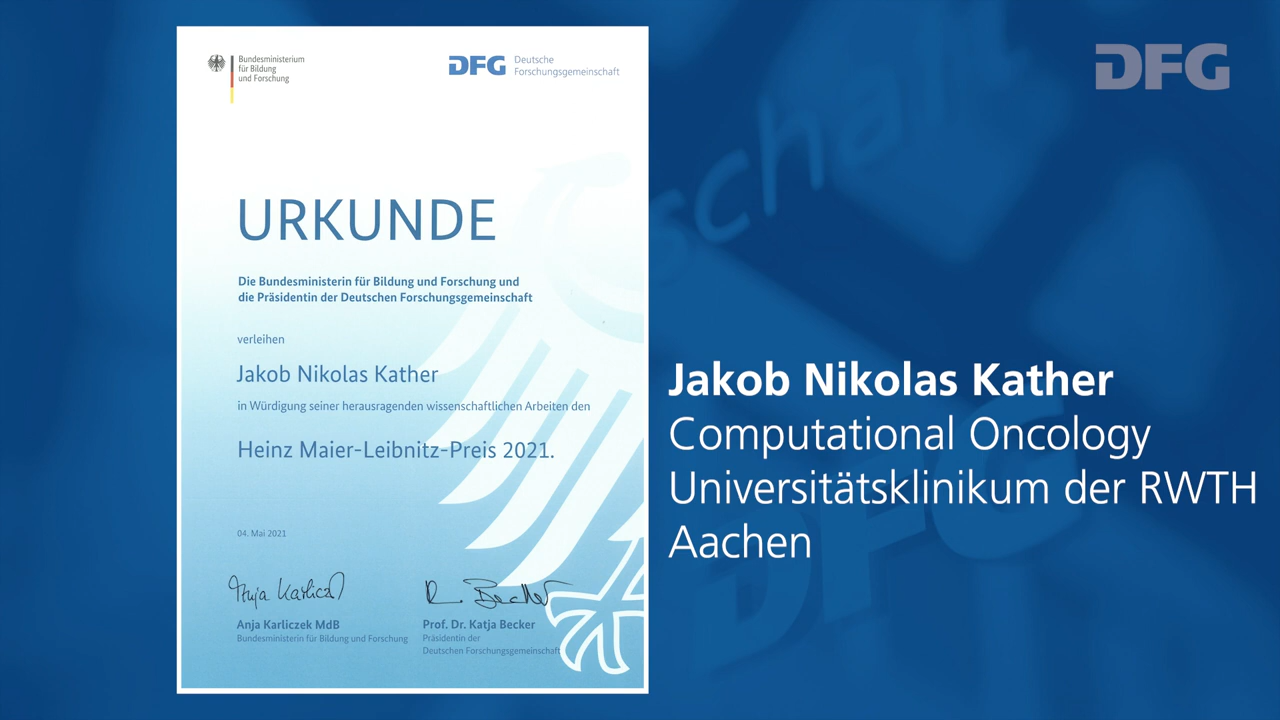 Bundesministerium
für Bildung
und Forschung
DFG Deutsche
Forschungsgemeinschaft
URKUNDE
Die Bundesministerin für Bildung und Forschung und
die Präsidentin der Deutschen Forschungsgemeinschaft
verleihen
Jakob Nikolas Kather
in Würdigung seiner herausragenden wissenschaftlichen Arbeiten den
Heinz Maier-Leibnitz-Preis 2021.
04. Mai 2021
Anja Karliczek
K. Becker
Anja Karliczek MdB
Bundesministerin für Bildung und Forschung
Prof. Dr. Katja Becker
Präsidentin der
Deutschen Forschungsgemeinschaft
DFG
Jakob Nikolas Kather
Computational Oncology
Universitätsklinikum der RWTH
Aachen
DFG